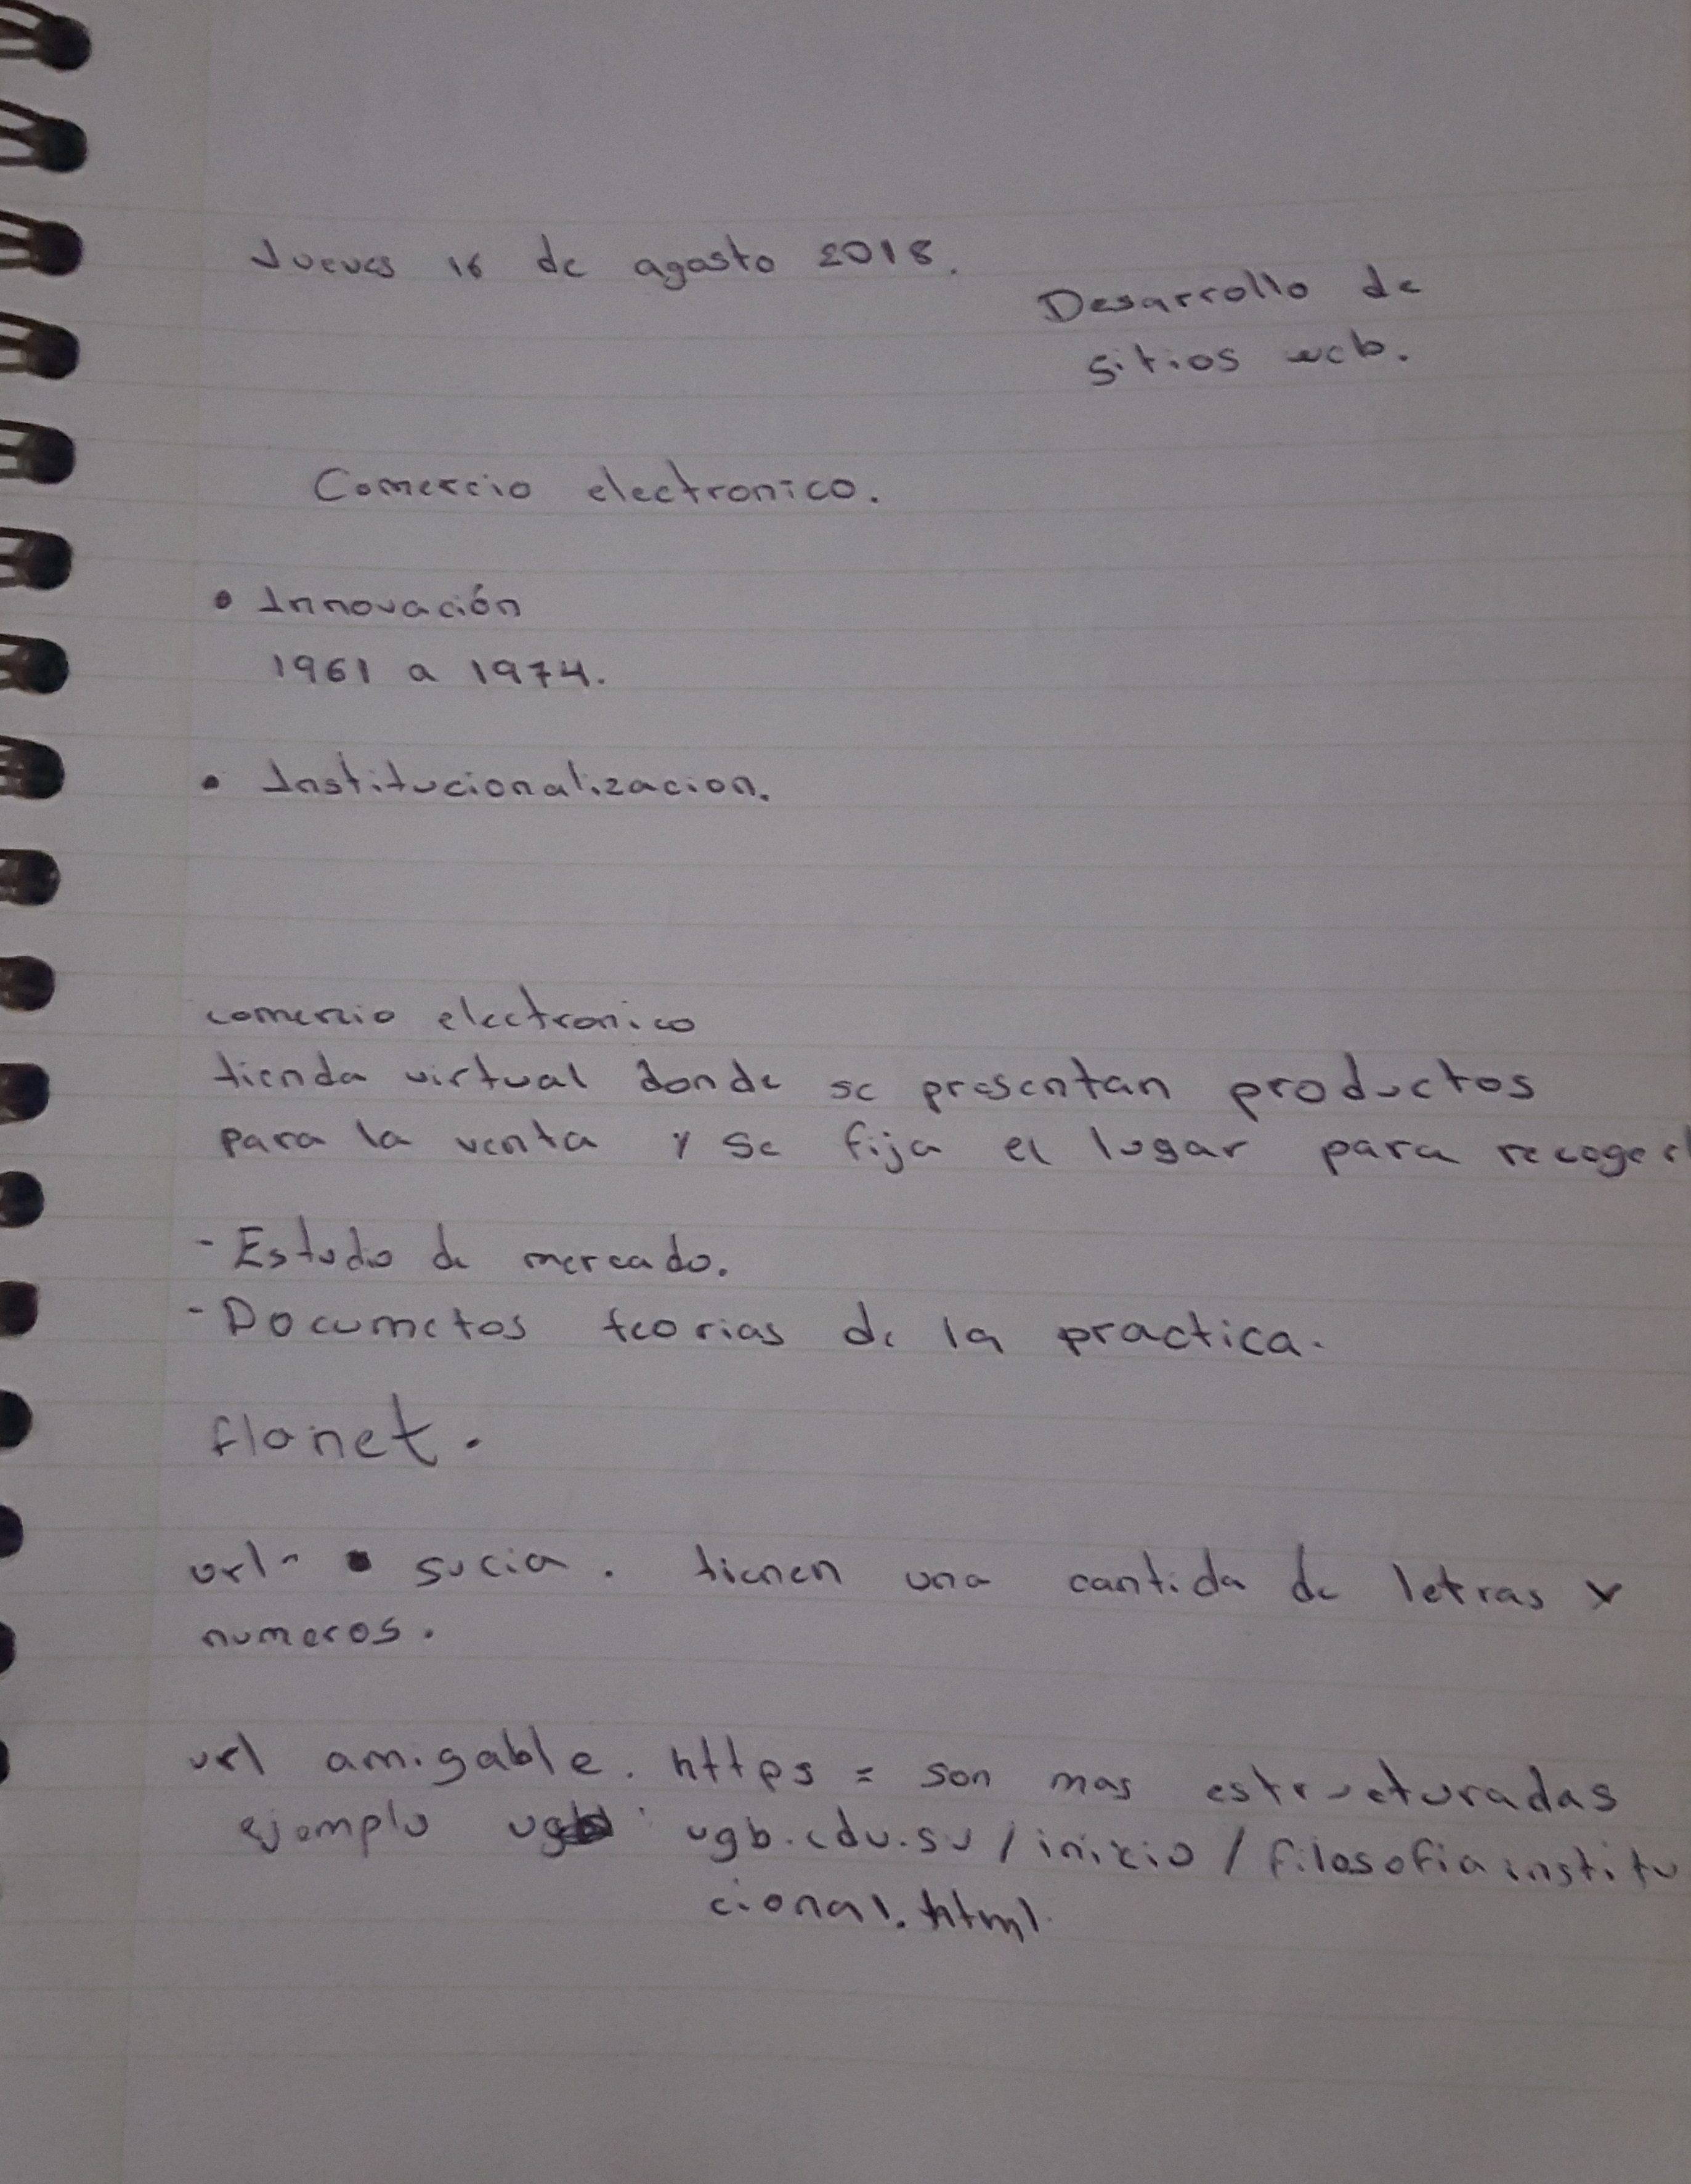 Jueves 16 de agosto 2018.
Desarrollo de
sitios web.
Comercio electronico.
• Innovación
1961 a 1974.
• Institucionalizacion.
comercio electronico
tienda virtual donde se presentan productos
para la venta y se fija el lugar para recoger
- Estudio de mercado.
- Documetos teorias de la practica.
flonet.
url- sucia. tienen una cantida de letras y
numeros.
url amigable. https = son mas estructuradas
ejemplo ugb.edu.sv/inicio/filosofiainstitu
cional.html.